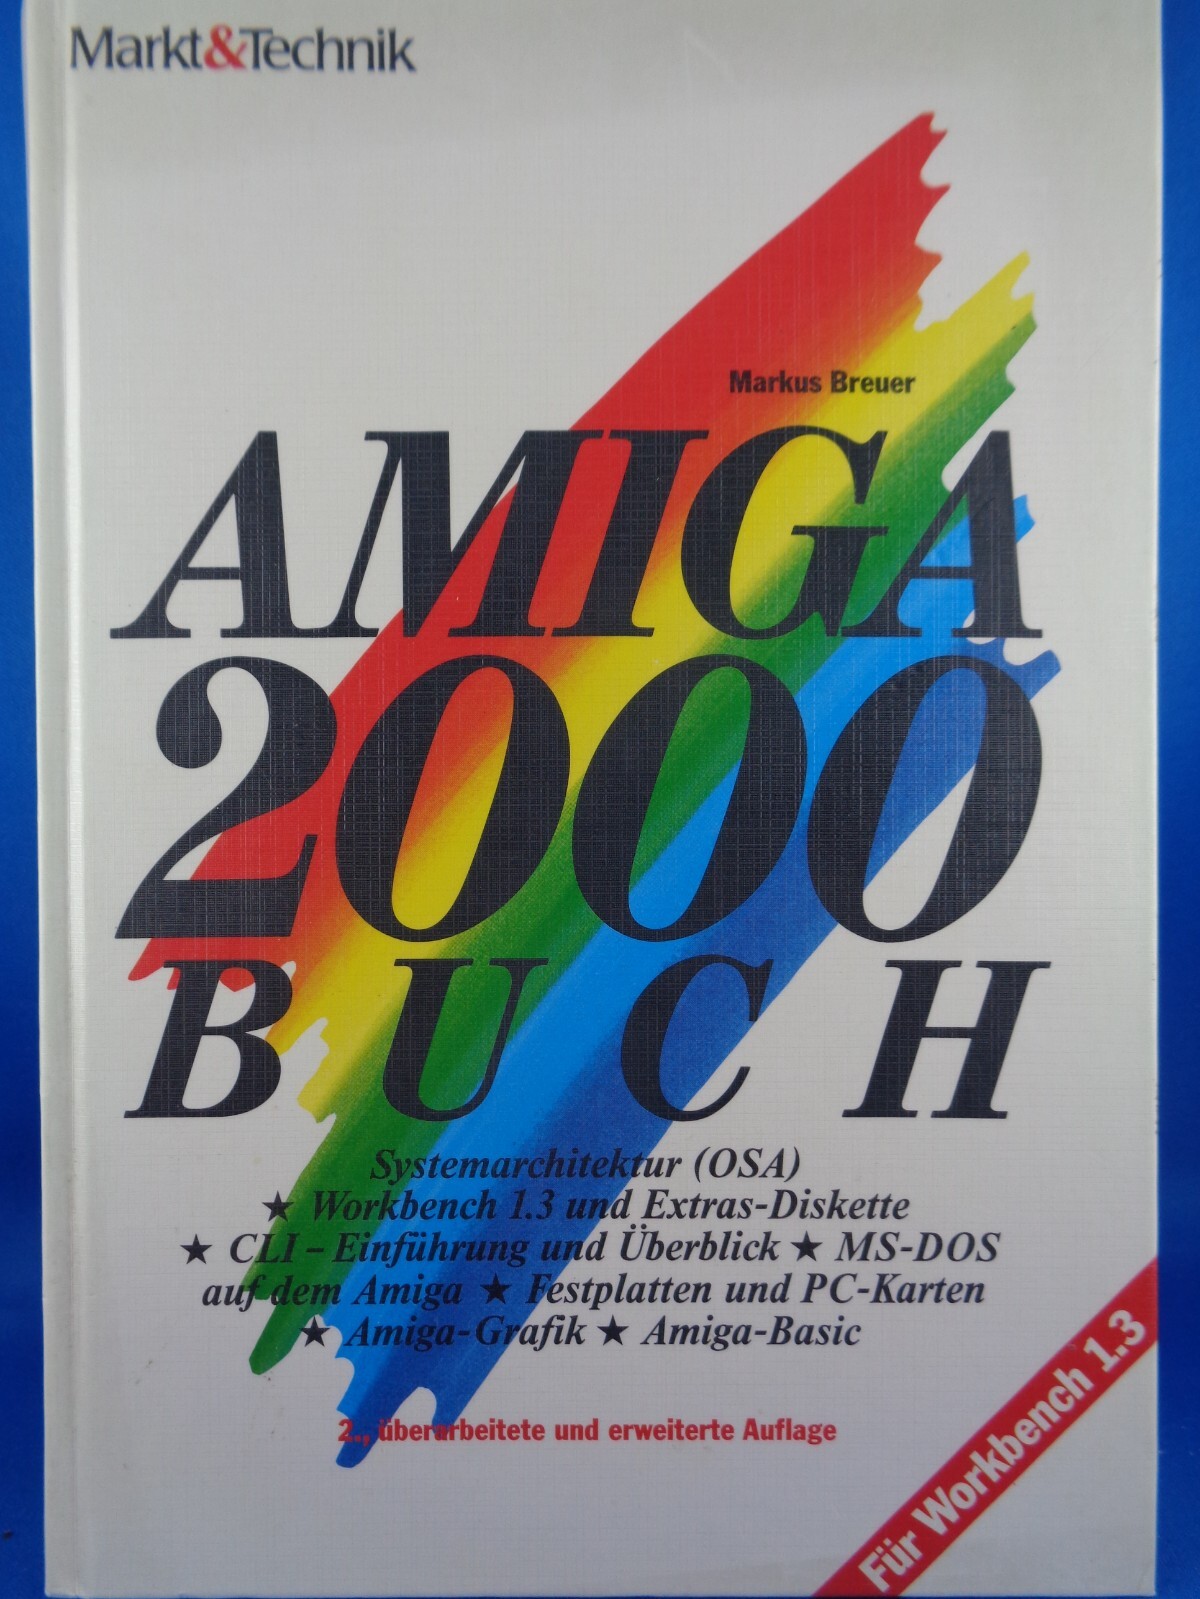 Markt&Technik
Markus Breuer
AMIGA
2000
BUCH
Systemarchitektur (OSA)
★ Workbench 1.3 und Extras-Diskette
★ CLI – Einführung und Überblick ★ MS-DOS
auf dem Amiga ★ Festplatten und PC-Karten
★ Amiga-Grafik ★ Amiga-Basic
2., überarbeitete und erweiterte Auflage
Für Workbench 1.3